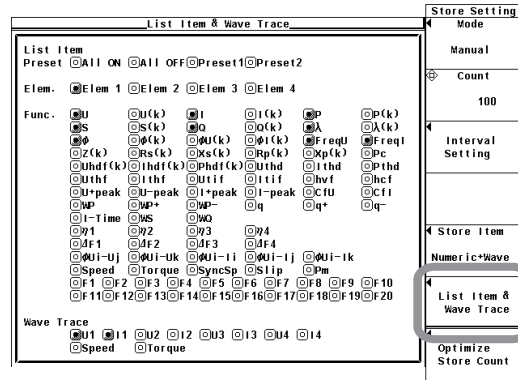 Store Setting
List Item & Wave Trace
Mode
Manual
Count
100
Interval
Setting
Store Item
Numeric+Wave
List Item &
Wave Trace
Optimize
Store Count
List Item
Preset All ON All OFF Preset1 Preset2
Elem. Elem 1 Elem 2 Elem 3 Elem 4
Func. U U(k) I I(k) P P(k)
S S(k) Q Q(k) λ λ(k)
ϕ ϕ(k) ϕU(k) ϕI(k) FreqU FreqI
Z(k) Rs(k) Xs(k) Rp(k) Xp(k) Pc
Uhdf(k) Ihdf(k) Phdf(k) Uthd Ithd Pthd
Uthf Ithf Utif Itif hvf hcf
U+peak U-peak I+peak I-peak CfU CfI
WP WP+ WP- q q+ q-
I-Time WS WQ
η1 η2 η3 η4
ΔF1 ΔF2 ΔF3 ΔF4
ϕUi-Uj ϕUi-Uk ϕUi-Ii ϕUi-Ij ϕUi-Ik
Speed Torque SyncSp Slip Pm
F1 F2 F3 F4 F5 F6 F7 F8 F9 F10
F11 F12 F13 F14 F15 F16 F17 F18 F19 F20
Wave Trace
U1 I1 U2 I2 U3 I3 U4 I4
Speed Torque